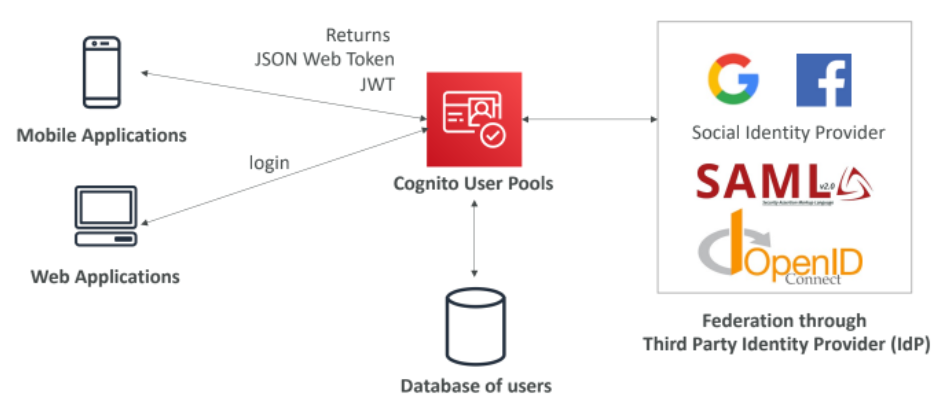 Returns
JSON Web Token
JWT
Mobile Applications
login
Web Applications
Cognito User Pools
Database of users
Social Identity Provider
SAML v2.0
Security Assertion Markup Language
OpenID
Connect
Federation through
Third Party Identity Provider (IdP)